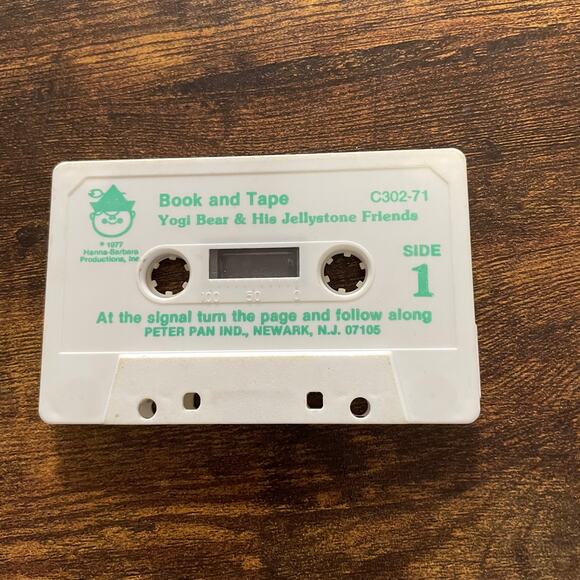 Book and Tape
C302-71
Yogi Bear & His Jellystone Friends
© 1977
Hanna-Barbera
Productions, Inc
SIDE
1
100 50 0
At the signal turn the page and follow along
PETER PAN IND., NEWARK, N.J. 07105